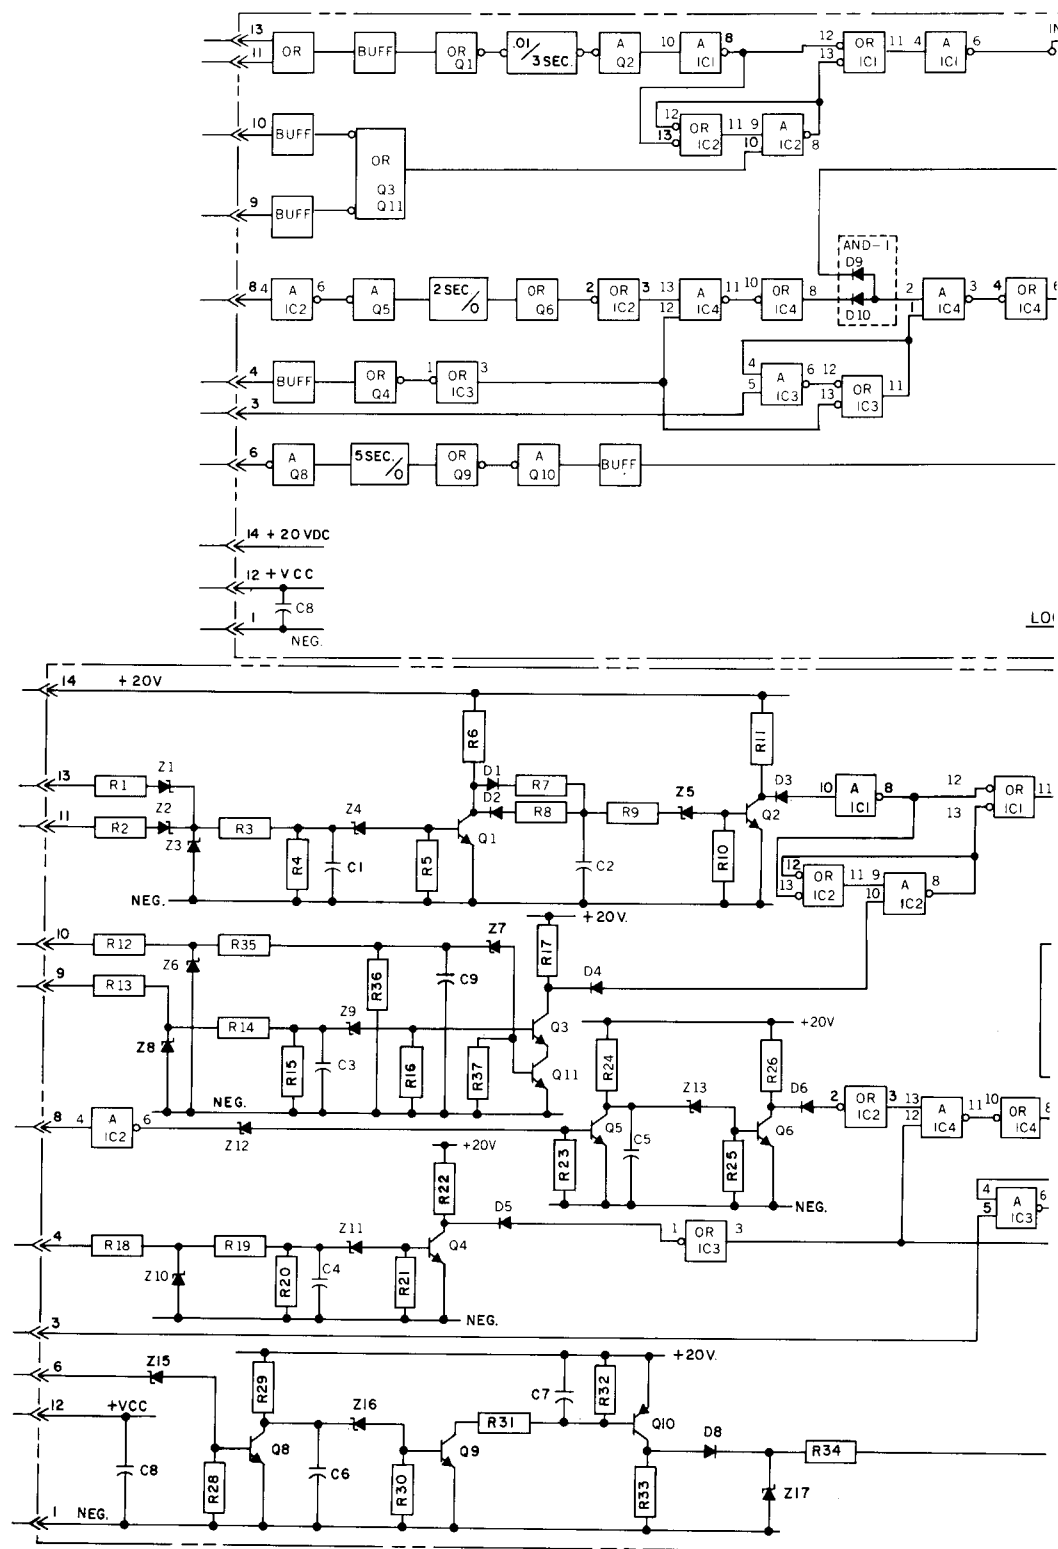 13
11
OR
BUFF
OR
Q1
.01
/
3 SEC.
A
Q2
10
A
IC1
8
12
13
OR
IC1
11
4
A
IC1
6
IN
12
13
OR
IC2
11
9
10
A
IC2
8
10
BUFF
OR
Q3
Q11
9
BUFF
AND-1
D9
D10
8
4
A
IC2
6
A
Q5
2 SEC.
/
0
OR
Q6
2
OR
IC2
3
13
12
A
IC4
11
10
OR
IC4
8
2
1
A
IC4
3
4
OR
IC4
6
4
BUFF
OR
Q4
1
OR
IC3
3
4
5
A
IC3
6
12
13
OR
IC3
11
3
6
A
Q8
5 SEC.
/
0
OR
Q9
A
Q10
BUFF
14 + 20 VDC
12 + VCC
C8
1
NEG.
LO
14
+ 20V
R6
R11
13
R1
Z1
D1
R7
D3
10
A
IC1
8
12
13
OR
IC1
11
11
R2
Z2
Z3
R3
Z4
R4
C1
R5
Q1
D2
R8
R9
Z5
Q2
R10
C2
12
13
OR
IC2
11
9
10
A
IC2
8
NEG.
+ 20V.
10
R12
Z6
R35
R36
C9
Z7
R17
D4
9
R13
Z8
R14
Z9
R15
C3
R16
R37
Q3
Q11
NEG.
+20V
R24
R26
8
4
A
IC2
6
Z12
R23
Q5
C5
Z13
R25
Q6
D6
2
OR
IC2
3
13
12
A
IC4
11
10
OR
IC4
8
NEG.
+20V
R22
D5
1
OR
IC3
3
4
5
A
IC3
6
4
R18
Z10
R19
R20
C4
Z11
R21
Q4
NEG.
3
+20V.
6
Z15
R29
Z16
C7
R32
12
+VCC
C8
R28
Q8
C6
R30
Q9
R31
Q10
R33
D8
Z17
R34
1
NEG.